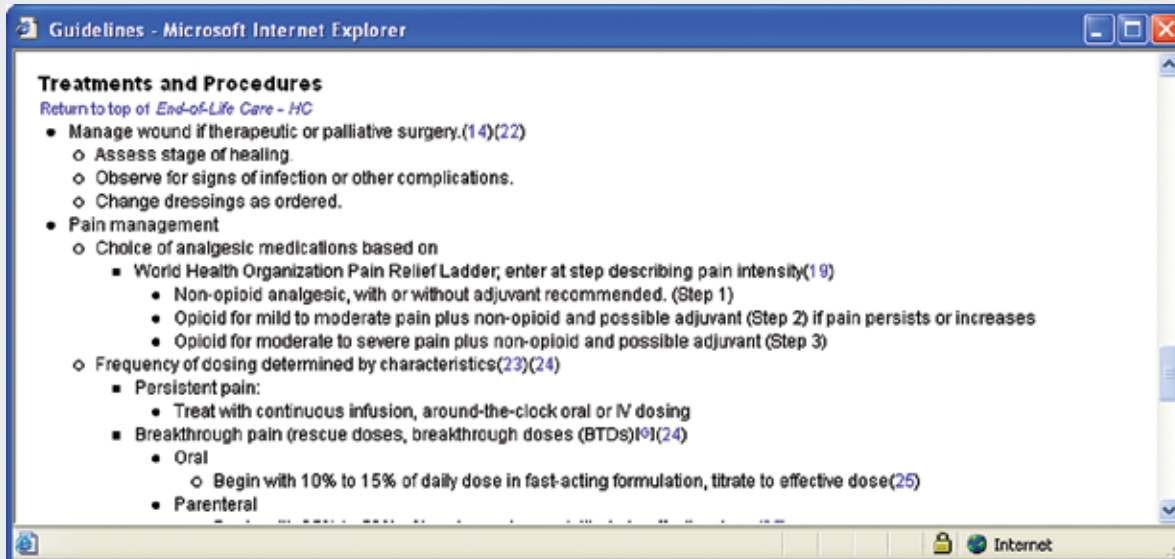 Guidelines - Microsoft Internet Explorer
Treatments and Procedures
Return to top of End-of-Life Care - HC
• Manage wound if therapeutic or palliative surgery.(14)(22)
o Assess stage of healing.
o Observe for signs of infection or other complications.
o Change dressings as ordered.
• Pain management
o Choice of analgesic medications based on
▪ World Health Organization Pain Relief Ladder; enter at step describing pain intensity(19)
• Non-opioid analgesic, with or without adjuvant recommended. (Step 1)
• Opioid for mild to moderate pain plus non-opioid and possible adjuvant (Step 2) if pain persists or increases
• Opioid for moderate to severe pain plus non-opioid and possible adjuvant (Step 3)
o Frequency of dosing determined by characteristics(23)(24)
▪ Persistent pain:
• Treat with continuous infusion, around-the-clock oral or IV dosing
▪ Breakthrough pain (rescue doses, breakthrough doses (BTDs)[G](24)
• Oral
o Begin with 10% to 15% of daily dose in fast-acting formulation, titrate to effective dose(25)
• Parenteral
Internet